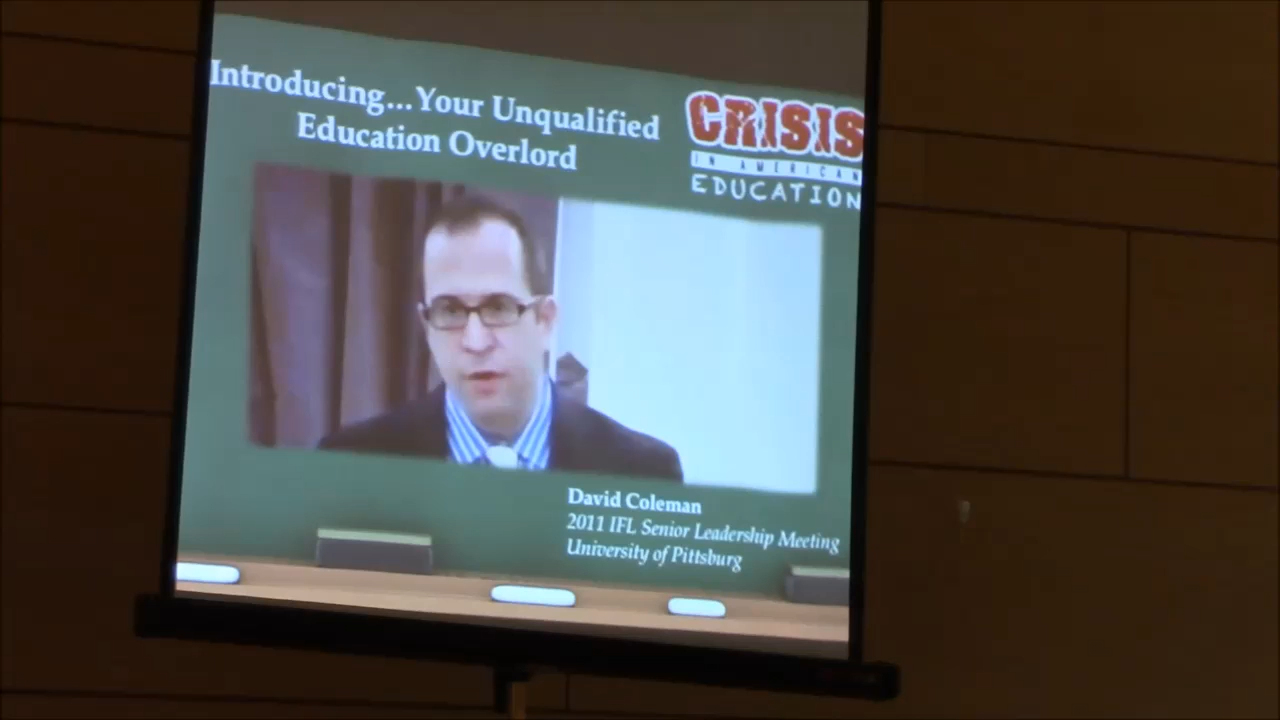 Introducing...Your Unqualified
Education Overlord
CRISIS
IN AMERICAN
EDUCATION
David Coleman
2011 IFL Senior Leadership Meeting
University of Pittsburg